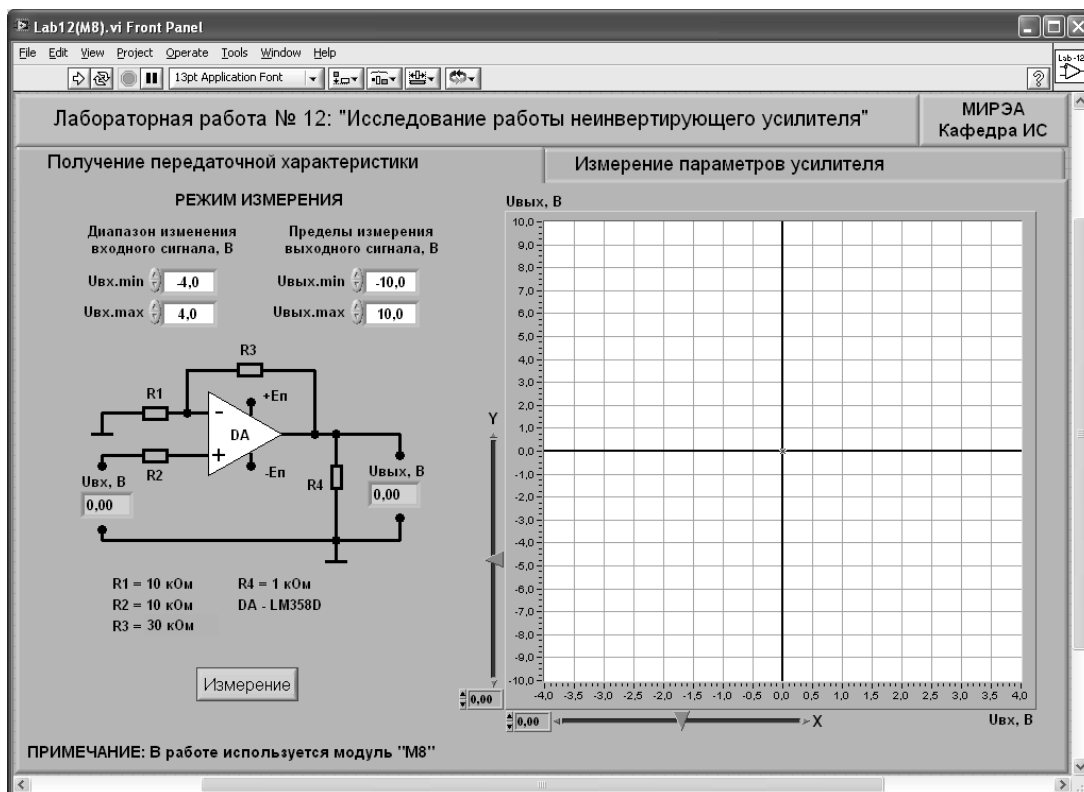 Lab12(M8).vi Front Panel
File Edit View Project Operate Tools Window Help
13pt Application Font
Lab-12
Лабораторная работа № 12: "Исследование работы неинвертирующего усилителя"
МИРЭА
Кафедра ИС
Получение передаточной характеристики
Измерение параметров усилителя
РЕЖИМ ИЗМЕРЕНИЯ
Диапазон изменения
входного сигнала, В
Пределы измерения
выходного сигнала, В
Uвх.min -4,0
Uвых.min -10,0
Uвх.max 4,0
Uвых.max 10,0
R3
R1
+Eп
-
DA
+
R2
-Eп
R4
Uвх, В
0,00
Uвых, В
0,00
R1 = 10 кОм
R4 = 1 кОм
R2 = 10 кОм
DA - LM358D
R3 = 30 кОм
Измерение
ПРИМЕЧАНИЕ: В работе используется модуль "М8"
Uвых, В
10,0
9,0
8,0
7,0
6,0
5,0
4,0
3,0
2,0
1,0
0,0
-1,0
-2,0
-3,0
-4,0
-5,0
-6,0
-7,0
-8,0
-9,0
-10,0
-4,0 -3,5 -3,0 -2,5 -2,0 -1,5 -1,0 -0,5 0,0 0,5 1,0 1,5 2,0 2,5 3,0 3,5 4,0
Y
0,00
0,00
X
Uвх, В